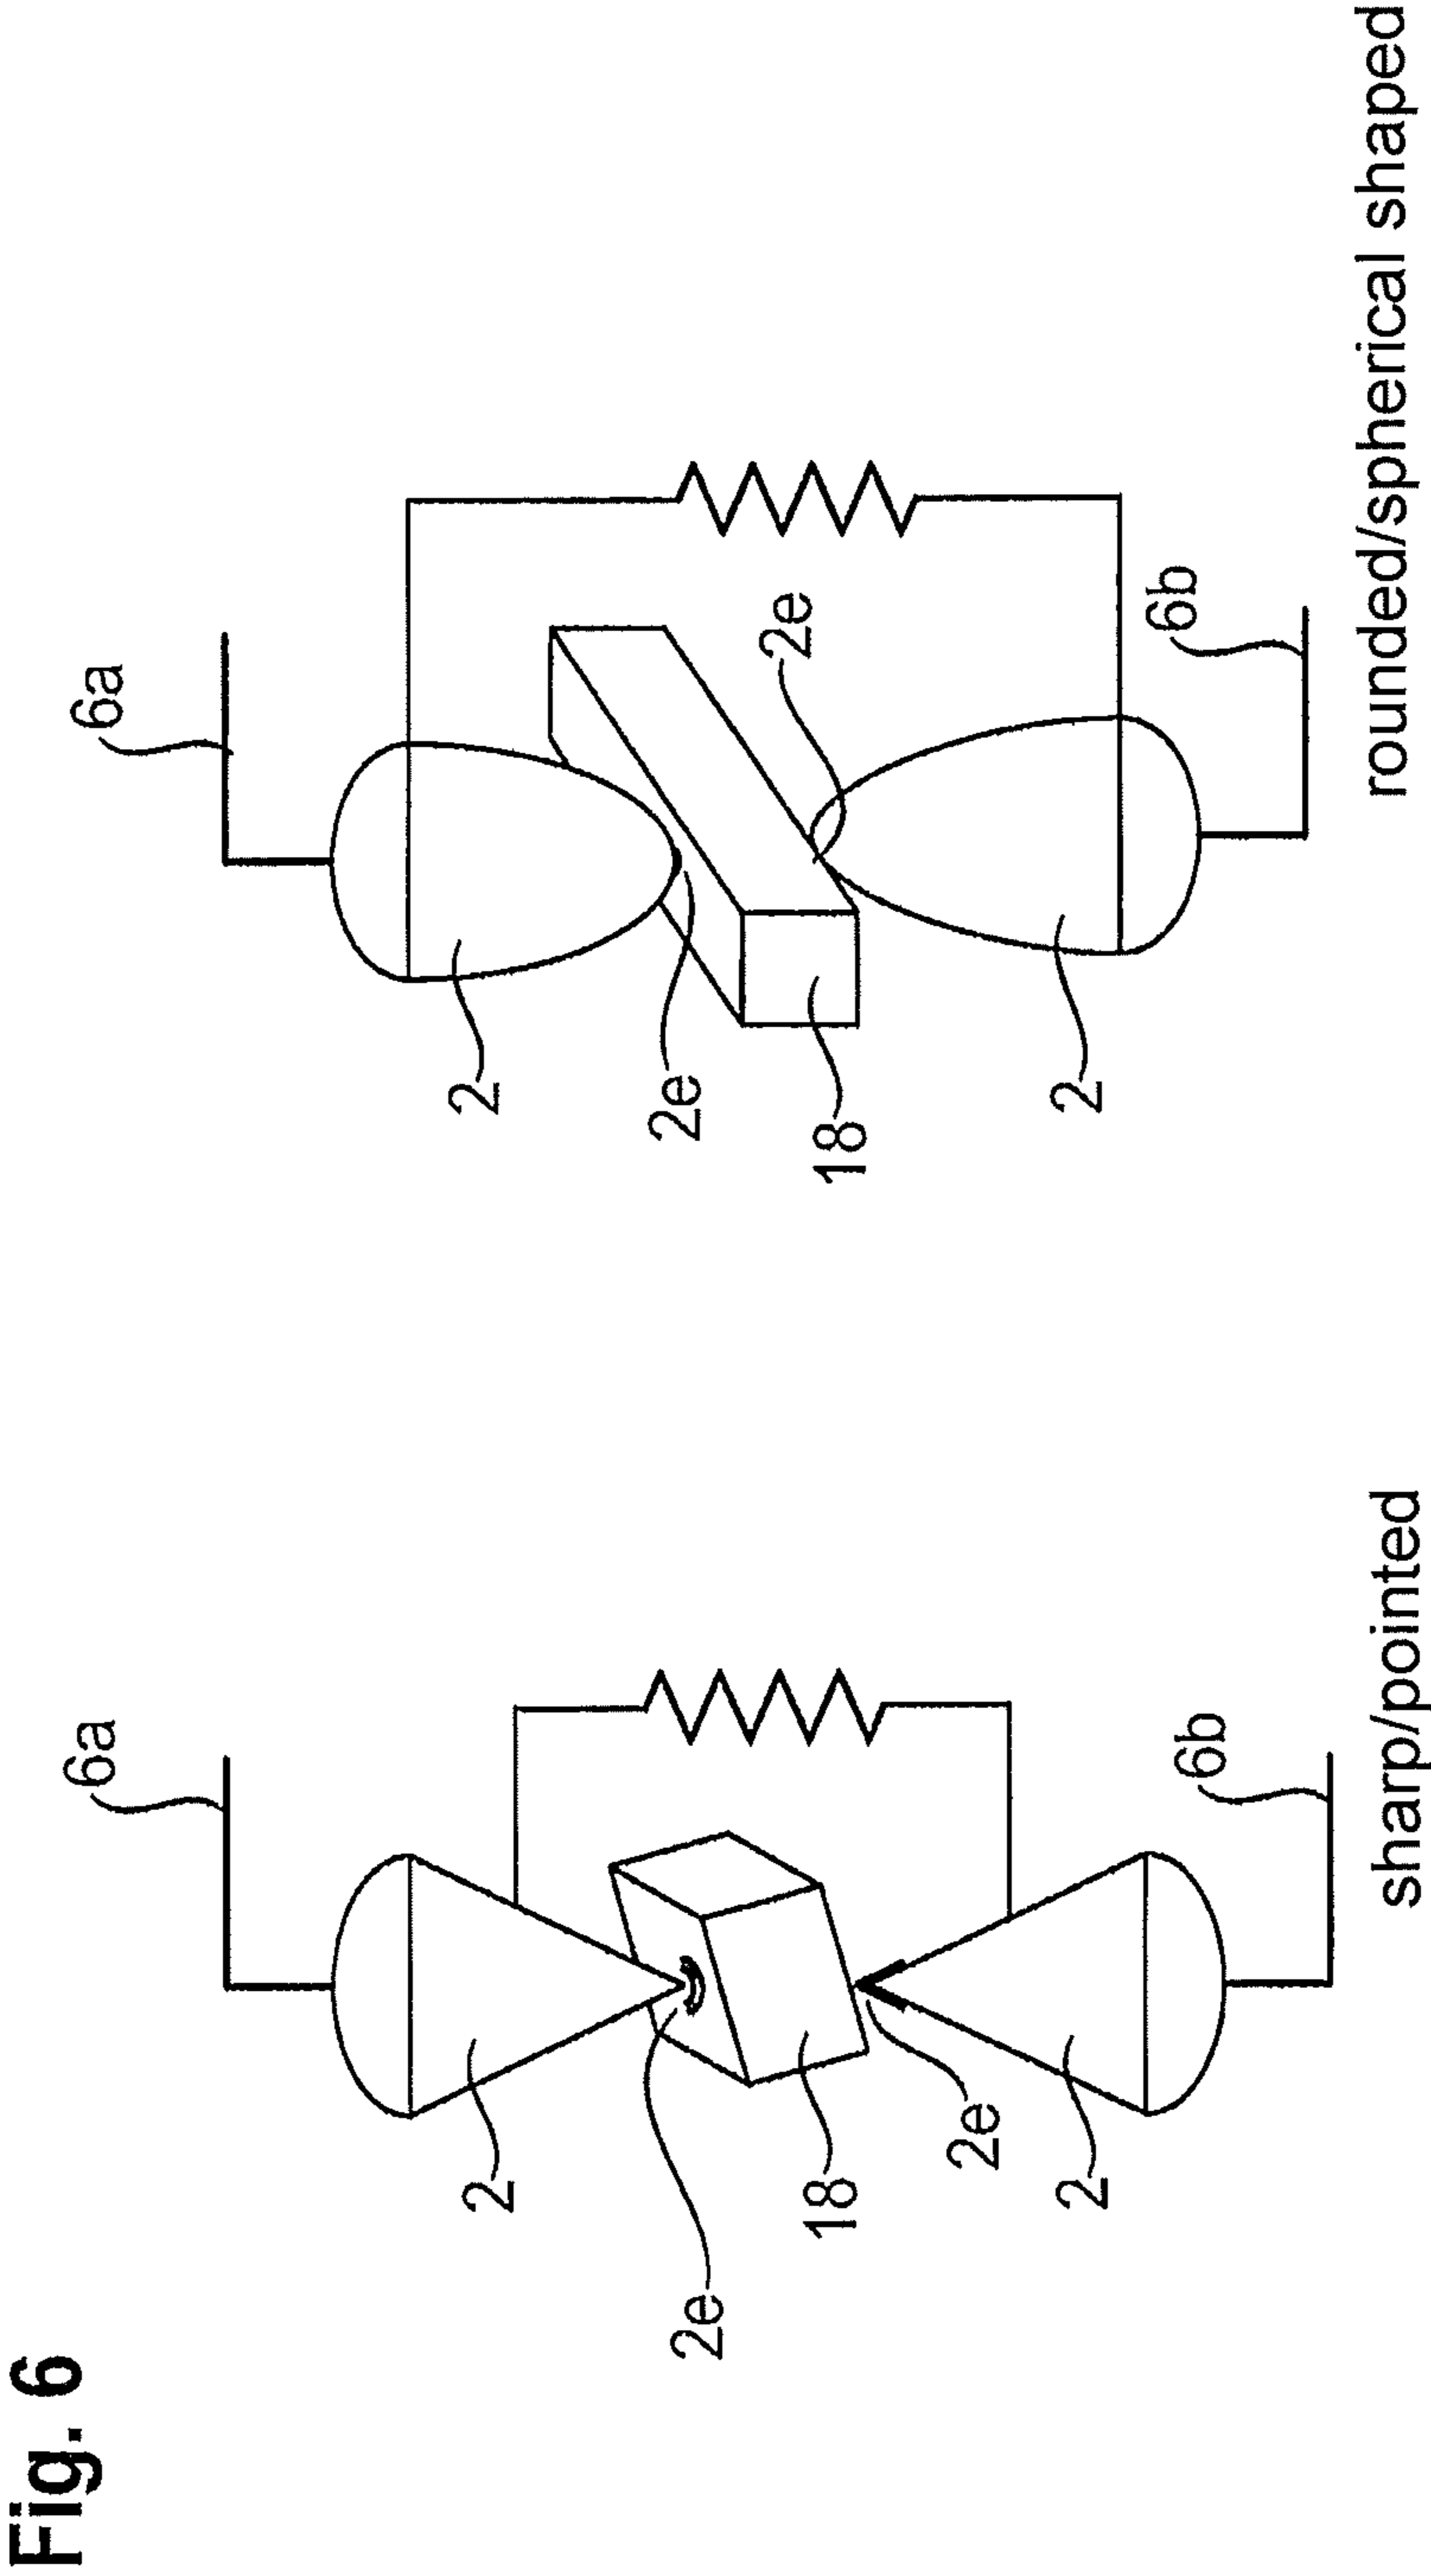 Fig. 6
6a
2
2e
18
2e
2
6b
sharp/pointed
6a
2
2e
2e
18
2
6b
rounded/spherical shaped